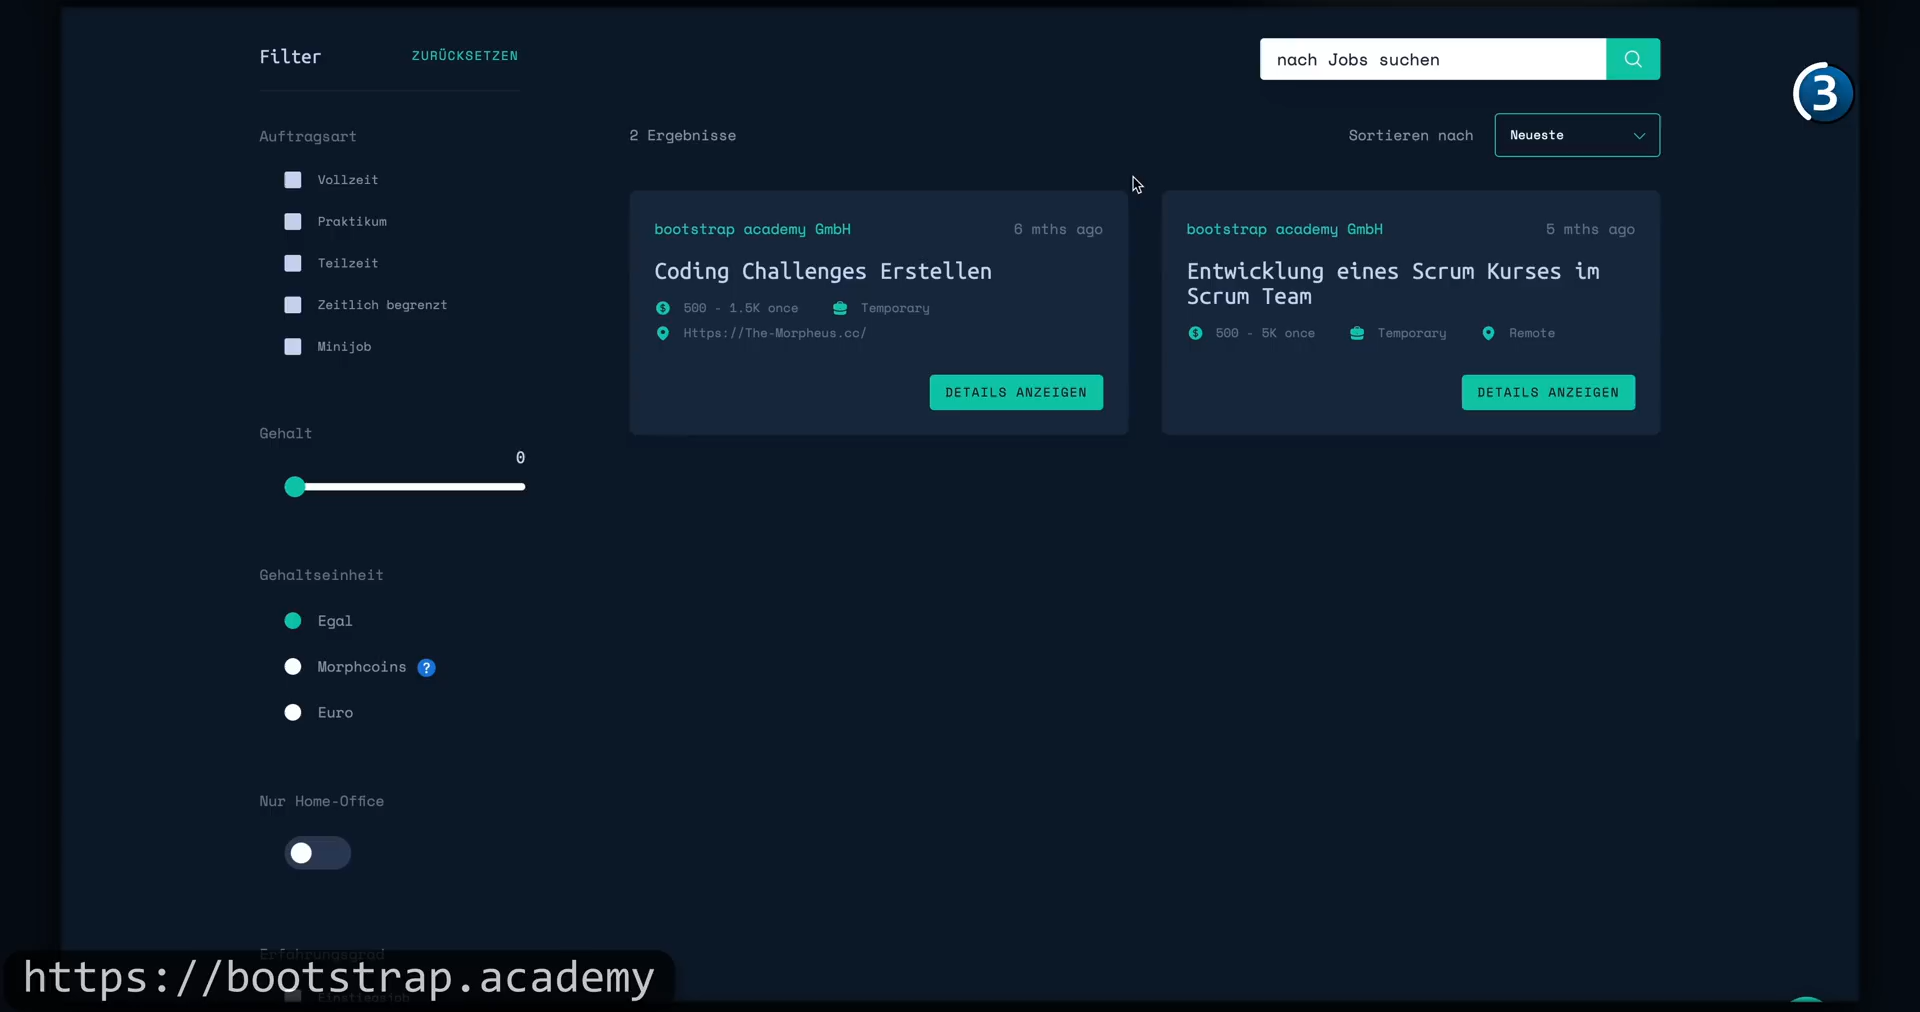 Filter
ZURÜCKSETZEN
nach Jobs suchen
3
Auftragsart
Vollzeit
Praktikum
Teilzeit
Zeitlich begrenzt
Minijob
Gehalt
0
Gehaltseinheit
Egal
Morphcoins ?
Euro
Nur Home-Office
Erfahrungsgrad
Einstiegsjob
2 Ergebnisse
Sortieren nach
Neueste
bootstrap academy GmbH
6 mths ago
Coding Challenges Erstellen
$ 500 - 1.5K once
Temporary
Https://The-Morpheus.cc/
DETAILS ANZEIGEN
bootstrap academy GmbH
5 mths ago
Entwicklung eines Scrum Kurses im
Scrum Team
$ 500 - 5K once
Temporary
Remote
DETAILS ANZEIGEN
https://bootstrap.academy